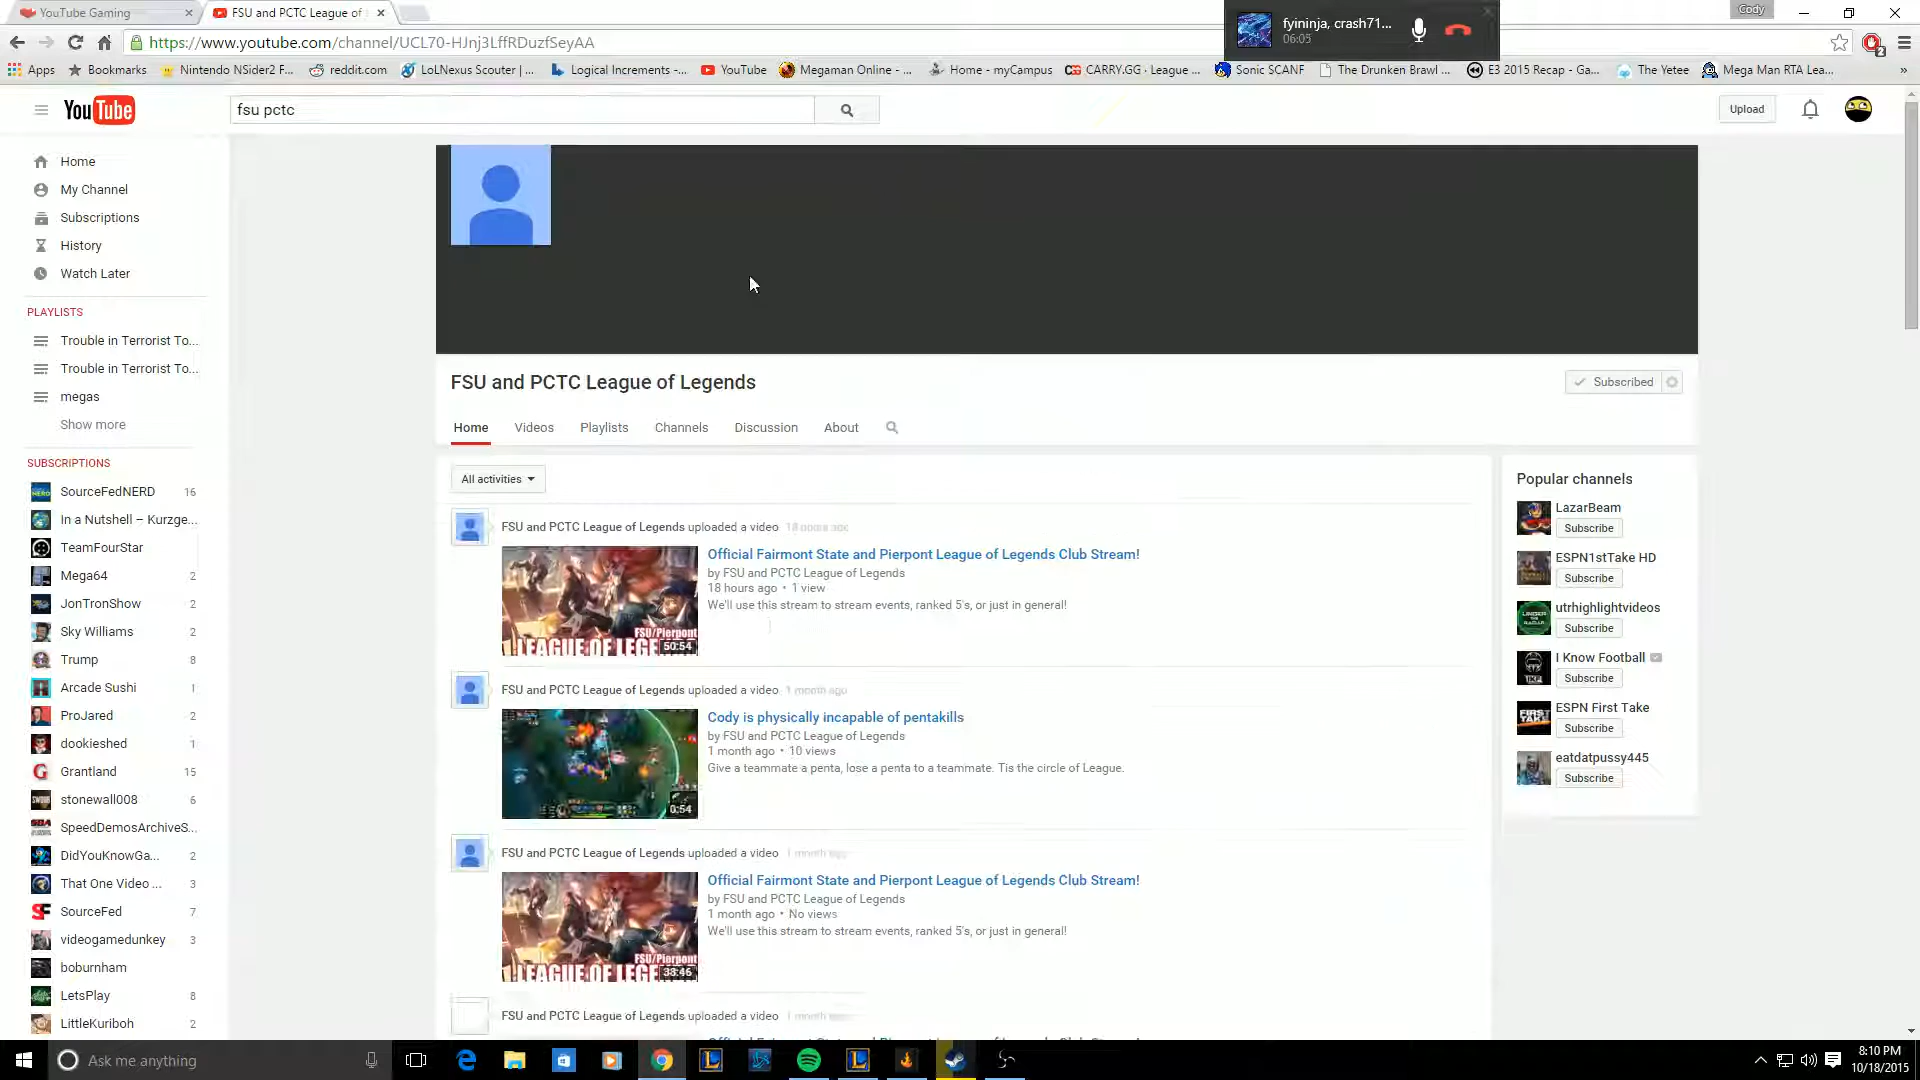 YouTube Gaming
FSU and PCTC League of
Cody
fyininja, crash71...
06:05
https://www.youtube.com/channel/UCL70-HJnj3LffRDuzfSeyAA
2
Apps
Bookmarks
Nintendo NSider2 F...
reddit.com
LoLNexus Scouter | ...
Logical Increments -...
YouTube
Megaman Online - ...
Home - myCampus
CARRY.GG · League ...
Sonic SCANF
The Drunken Brawl ...
E3 2015 Recap - Ga...
The Yetee
Mega Man RTA Lea...
YouTube
fsu pctc
Upload
Home
My Channel
Subscriptions
History
Watch Later
PLAYLISTS
Trouble in Terrorist To...
Trouble in Terrorist To...
megas
Show more
SUBSCRIPTIONS
SourceFedNERD 16
In a Nutshell – Kurzge...
TeamFourStar
Mega64 2
JonTronShow 2
Sky Williams 2
Trump 8
Arcade Sushi 1
ProJared 2
dookieshed 1
Grantland 15
stonewall008 6
SpeedDemosArchiveS...
DidYouKnowGa... 2
That One Video ... 3
SourceFed 7
videogamedunkey 3
boburnham
LetsPlay 8
LittleKuriboh 2
FSU and PCTC League of Legends
Subscribed
Home Videos Playlists Channels Discussion About
All activities
FSU and PCTC League of Legends uploaded a video 18 hours ago
Official Fairmont State and Pierpont League of Legends Club Stream!
by FSU and PCTC League of Legends
18 hours ago • 1 view
We'll use this stream to stream events, ranked 5's, or just in general!
FSU/Pierpont
LEAGUE OF LEGE
50:54
FSU and PCTC League of Legends uploaded a video 1 month ago
Cody is physically incapable of pentakills
by FSU and PCTC League of Legends
1 month ago • 10 views
Give a teammate a penta, lose a penta to a teammate. Tis the circle of League.
0:54
FSU and PCTC League of Legends uploaded a video 1 month ago
Official Fairmont State and Pierpont League of Legends Club Stream!
by FSU and PCTC League of Legends
1 month ago • No views
We'll use this stream to stream events, ranked 5's, or just in general!
FSU/Pierpont
LEAGUE OF LEGE
38:46
FSU and PCTC League of Legends uploaded a video 1 month
Popular channels
LazarBeam
Subscribe
ESPN1stTake HD
Subscribe
utrhighlightvideos
Subscribe
I Know Football
Subscribe
ESPN First Take
Subscribe
eatdatpussy445
Subscribe
Ask me anything
8:10 PM
10/18/2015